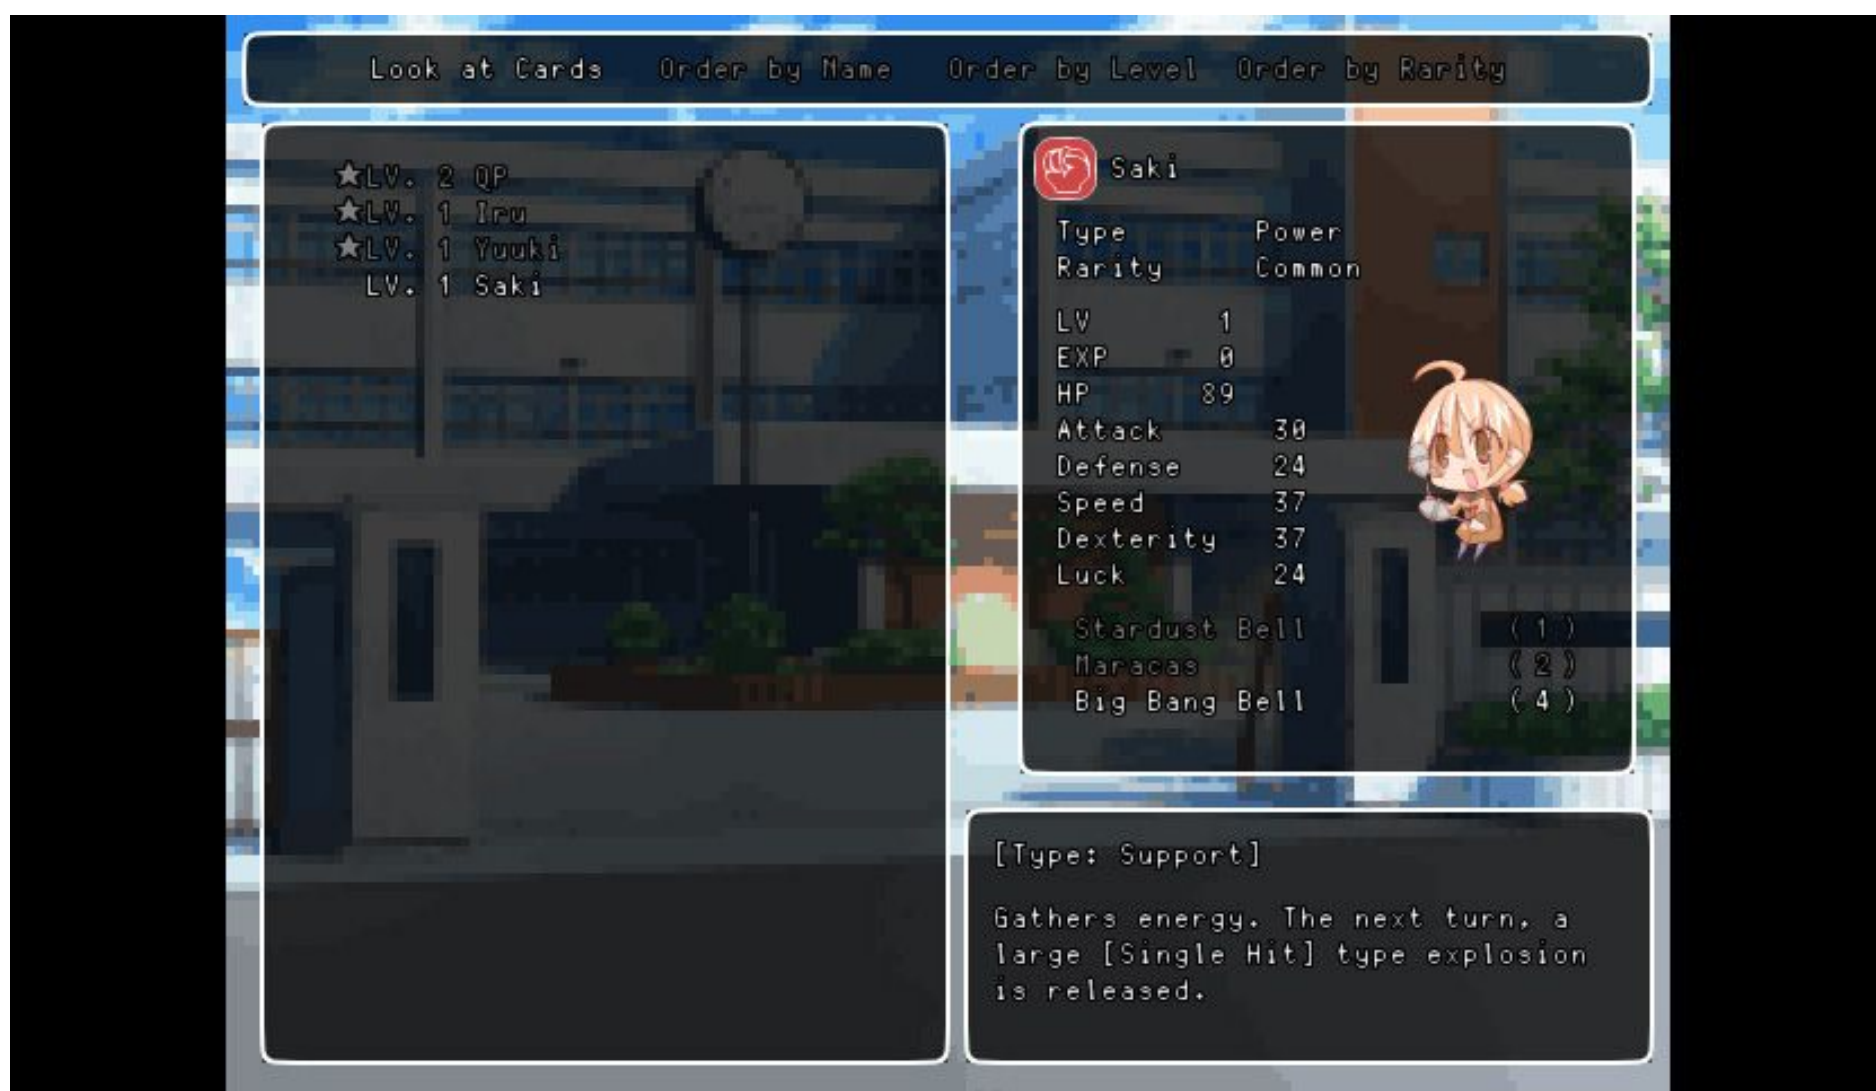 Look at Cards Order by Name Order by Level Order by Rarity
★LV. 2 QP
★LV. 1 Iru
★LV. 1 Yuuki
LV. 1 Saki
Saki
Type Power
Rarity Common
LV 1
EXP 0
HP 89
Attack 30
Defense 24
Speed 37
Dexterity 37
Luck 24
Stardust Bell (1)
Maracas (2)
Big Bang Bell (4)
[Type: Support]
Gathers energy. The next turn, a
large [Single Hit] type explosion
is released.